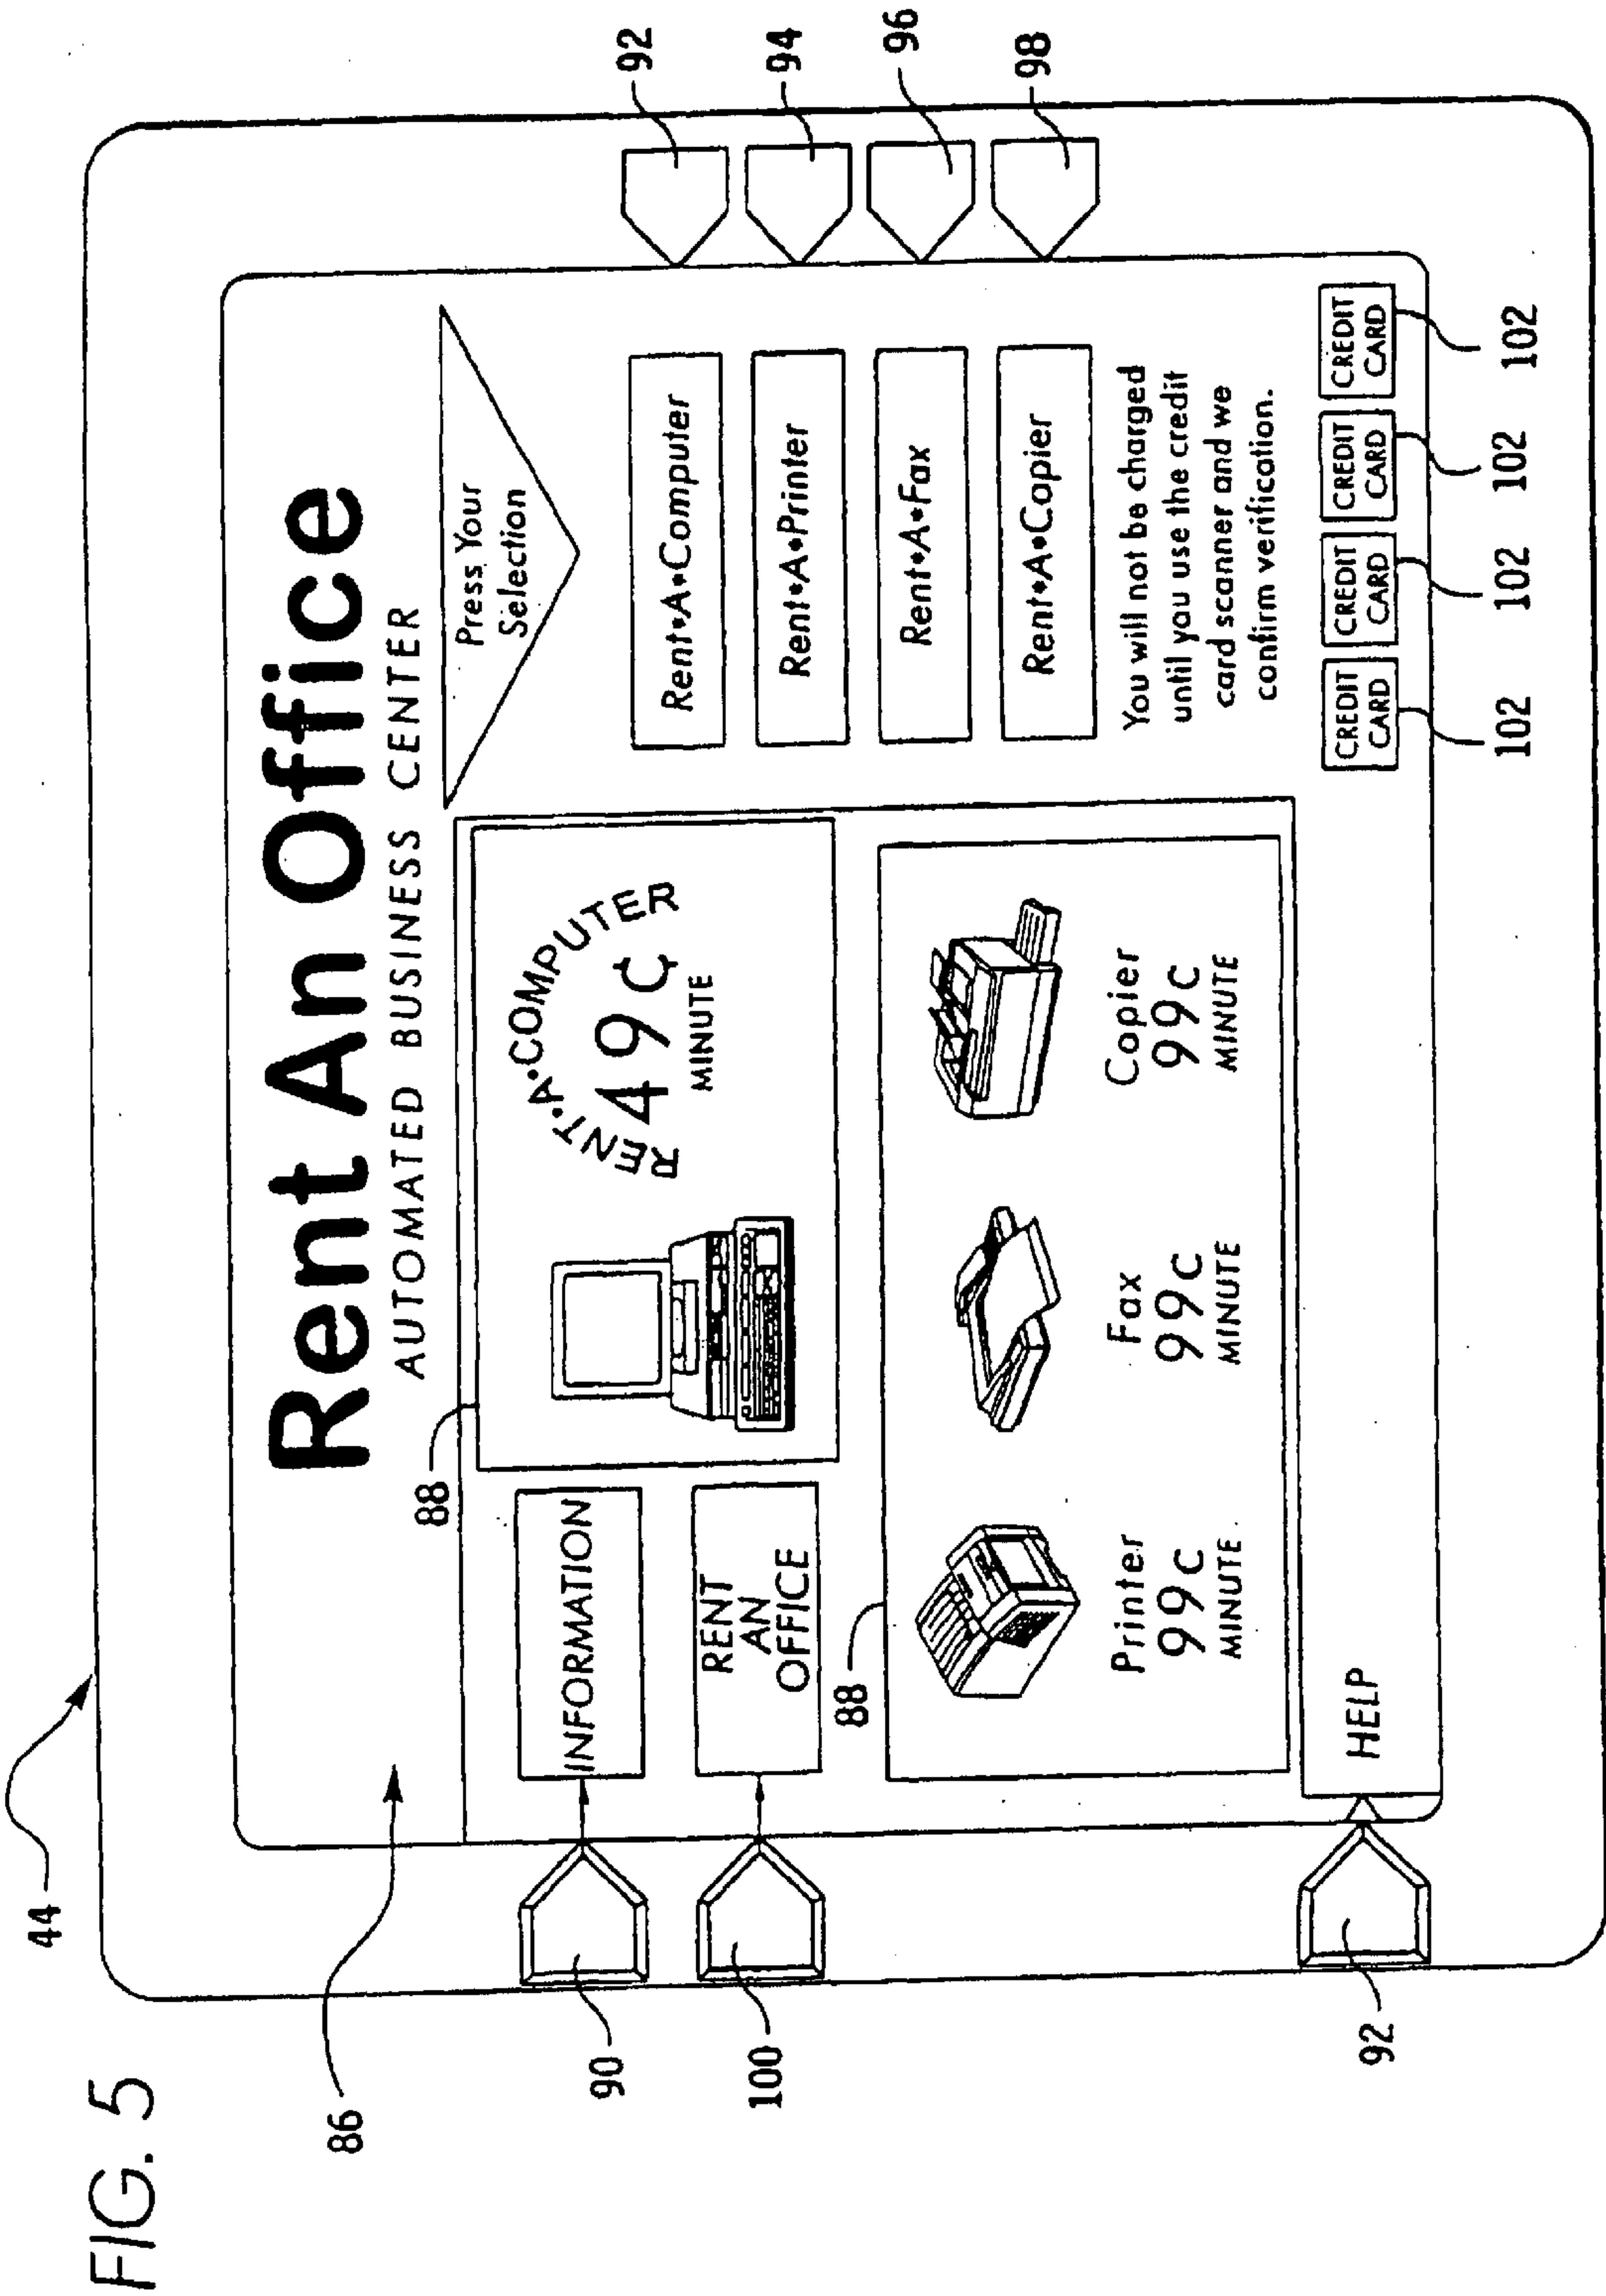 FIG. 5
44
86
Rent An Office
AUTOMATED BUSINESS CENTER
88
90
INFORMATION
100
RENT
AN
OFFICE
RENT•A•COMPUTER
49¢
MINUTE
88
Printer
99c
MINUTE
Fax
99c
MINUTE
Copier
99c
MINUTE
92
HELP
Press Your
Selection
Rent•A•Computer
92
Rent•A•Printer
94
Rent•A•Fax
96
Rent•A•Copier
98
You will not be charged
until you use the credit
card scanner and we
confirm verification.
CREDIT
CARD
CREDIT
CARD
CREDIT
CARD
CREDIT
CARD
102
102
102
102